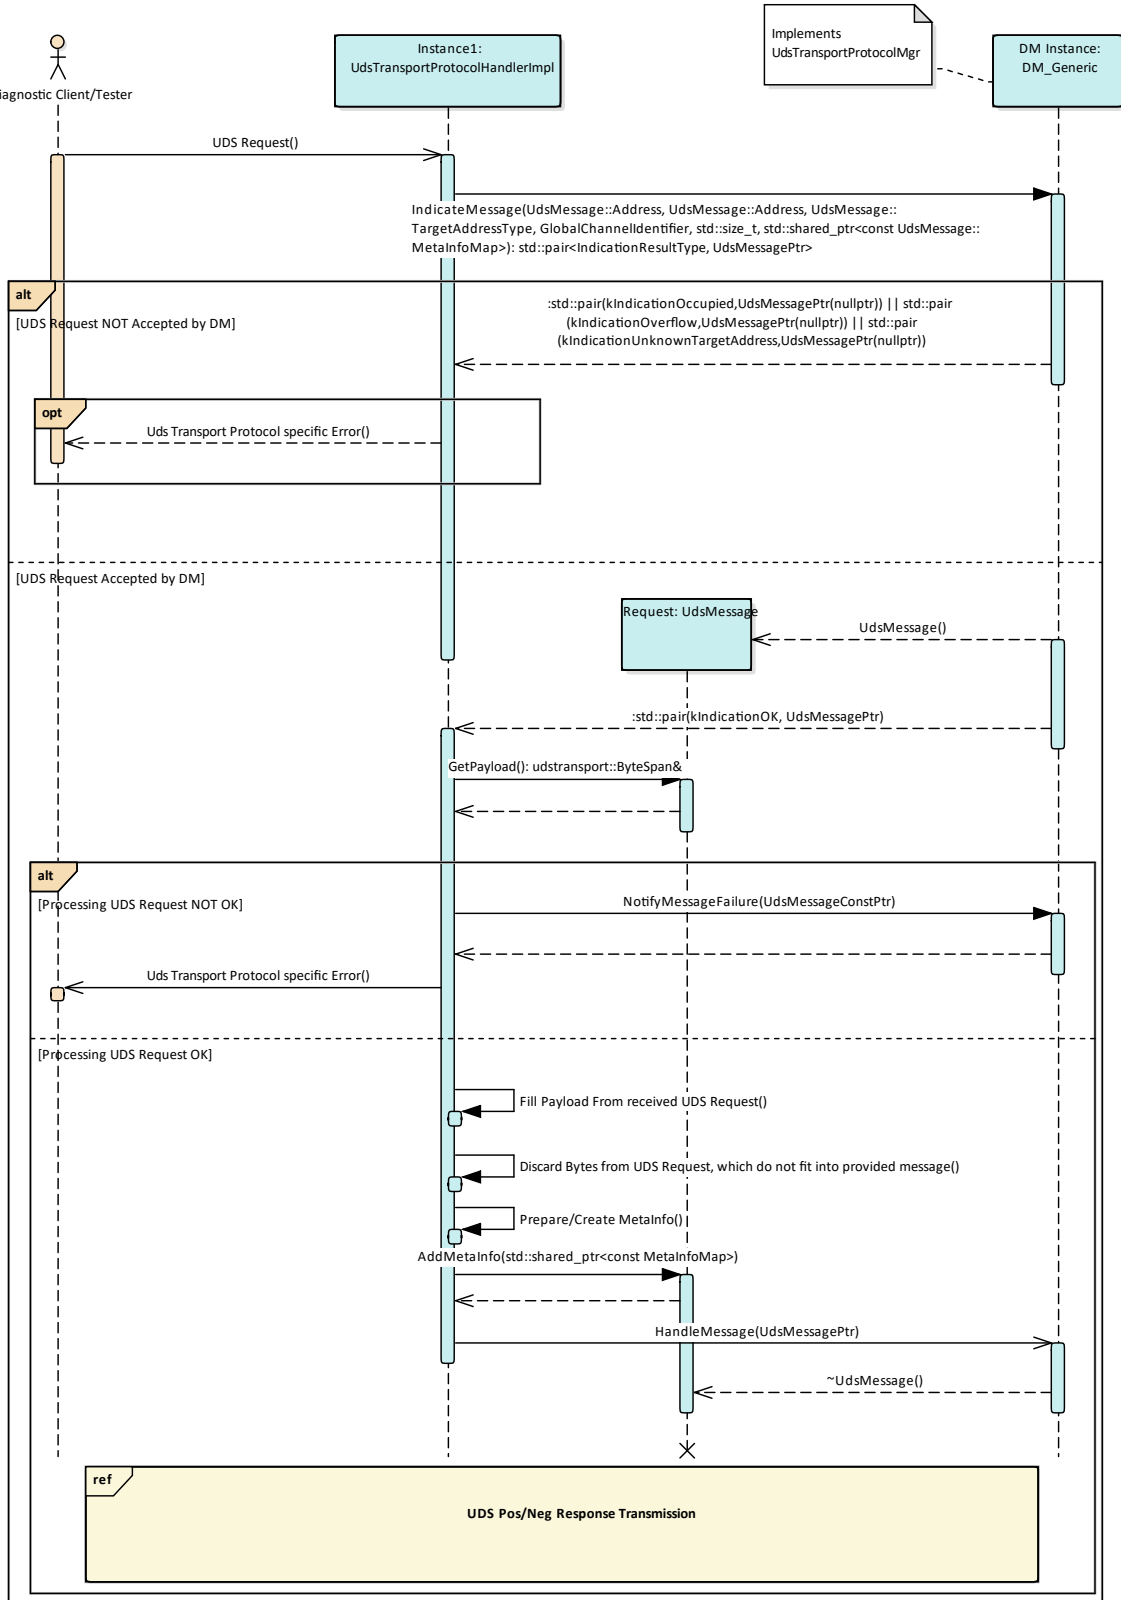 Implements
UdsTransportProtocolMgr
Instance1:
UdsTransportProtocolHandlerImpl
DM Instance:
DM_Generic
iagnostic Client/Tester
UDS Request()
IndicateMessage(UdsMessage::Address, UdsMessage::Address, UdsMessage::
TargetAddressType, GlobalChannelIdentifier, std::size_t, std::shared_ptr<const UdsMessage::
MetaInfoMap>): std::pair<IndicationResultType, UdsMessagePtr>
alt
[UDS Request NOT Accepted by DM]
:std::pair(kIndicationOccupied,UdsMessagePtr(nullptr)) || std::pair
(kIndicationOverflow,UdsMessagePtr(nullptr)) || std::pair
(kIndicationUnknownTargetAddress,UdsMessagePtr(nullptr))
opt
Uds Transport Protocol specific Error()
[UDS Request Accepted by DM]
Request: UdsMessage
UdsMessage()
:std::pair(kIndicationOK, UdsMessagePtr)
GetPayload(): udstransport::ByteSpan&
alt
[Processing UDS Request NOT OK]
NotifyMessageFailure(UdsMessageConstPtr)
Uds Transport Protocol specific Error()
[Processing UDS Request OK]
Fill Payload From received UDS Request()
Discard Bytes from UDS Request, which do not fit into provided message()
Prepare/Create MetaInfo()
AddMetaInfo(std::shared_ptr<const MetaInfoMap>)
HandleMessage(UdsMessagePtr)
~UdsMessage()
ref
UDS Pos/Neg Response Transmission